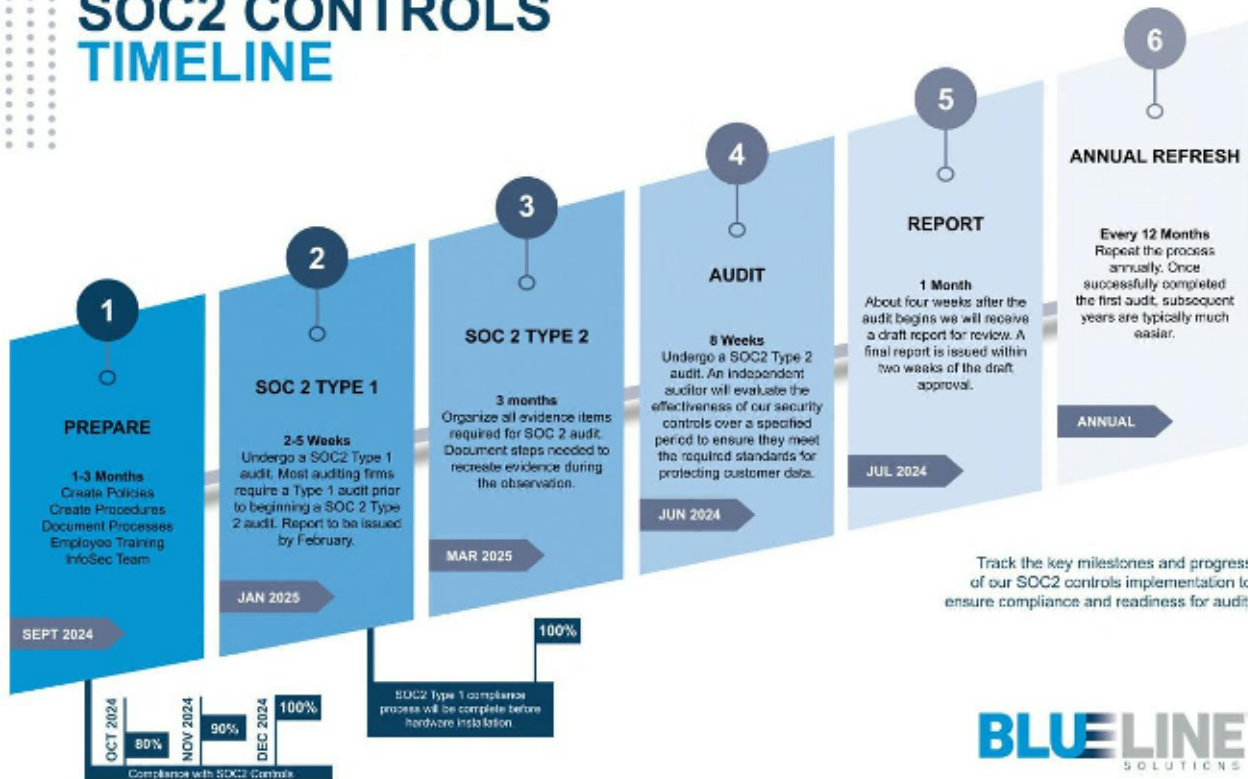 SOC2 CONTROLS
TIMELINE
1
PREPARE
1-3 Months
Create Policies
Create Procedures
Document Processes
Employee Training
InfoSec Team
SEPT 2024
2
SOC 2 TYPE 1
2-5 Weeks
Undergo a SOC2 Type 1
audit. Most auditing firms
require a Type 1 audit prior
to beginning a SOC 2 Type
2 audit. Report to be issued
by February.
JAN 2025
3
SOC 2 TYPE 2
3 months
Organize all evidence items
required for SOC 2 audit.
Document steps needed to
recreate evidence during
the observation.
MAR 2025
4
AUDIT
8 Weeks
Undergo a SOC2 Type 2
audit. An independent
auditor will evaluate the
effectiveness of our security
controls over a specified
period to ensure they meet
the required standards for
protecting customer data.
JUN 2024
5
REPORT
1 Month
About four weeks after the
audit begins we will receive
a draft report for review. A
final report is issued within
two weeks of the draft
approval.
JUL 2024
6
ANNUAL REFRESH
Every 12 Months
Repeat the process
annually. Once
successfully completed
the first audit, subsequent
years are typically much
easier.
ANNUAL
OCT 2024
80%
NOV 2024
90%
DEC 2024
100%
Compliance with SOC2 Controls
100%
SOC2 Type 1 compliance
process will be complete before
hardware installation.
Track the key milestones and progress
of our SOC2 controls implementation to
ensure compliance and readiness for audit
BLUELINE
SOLUTIONS